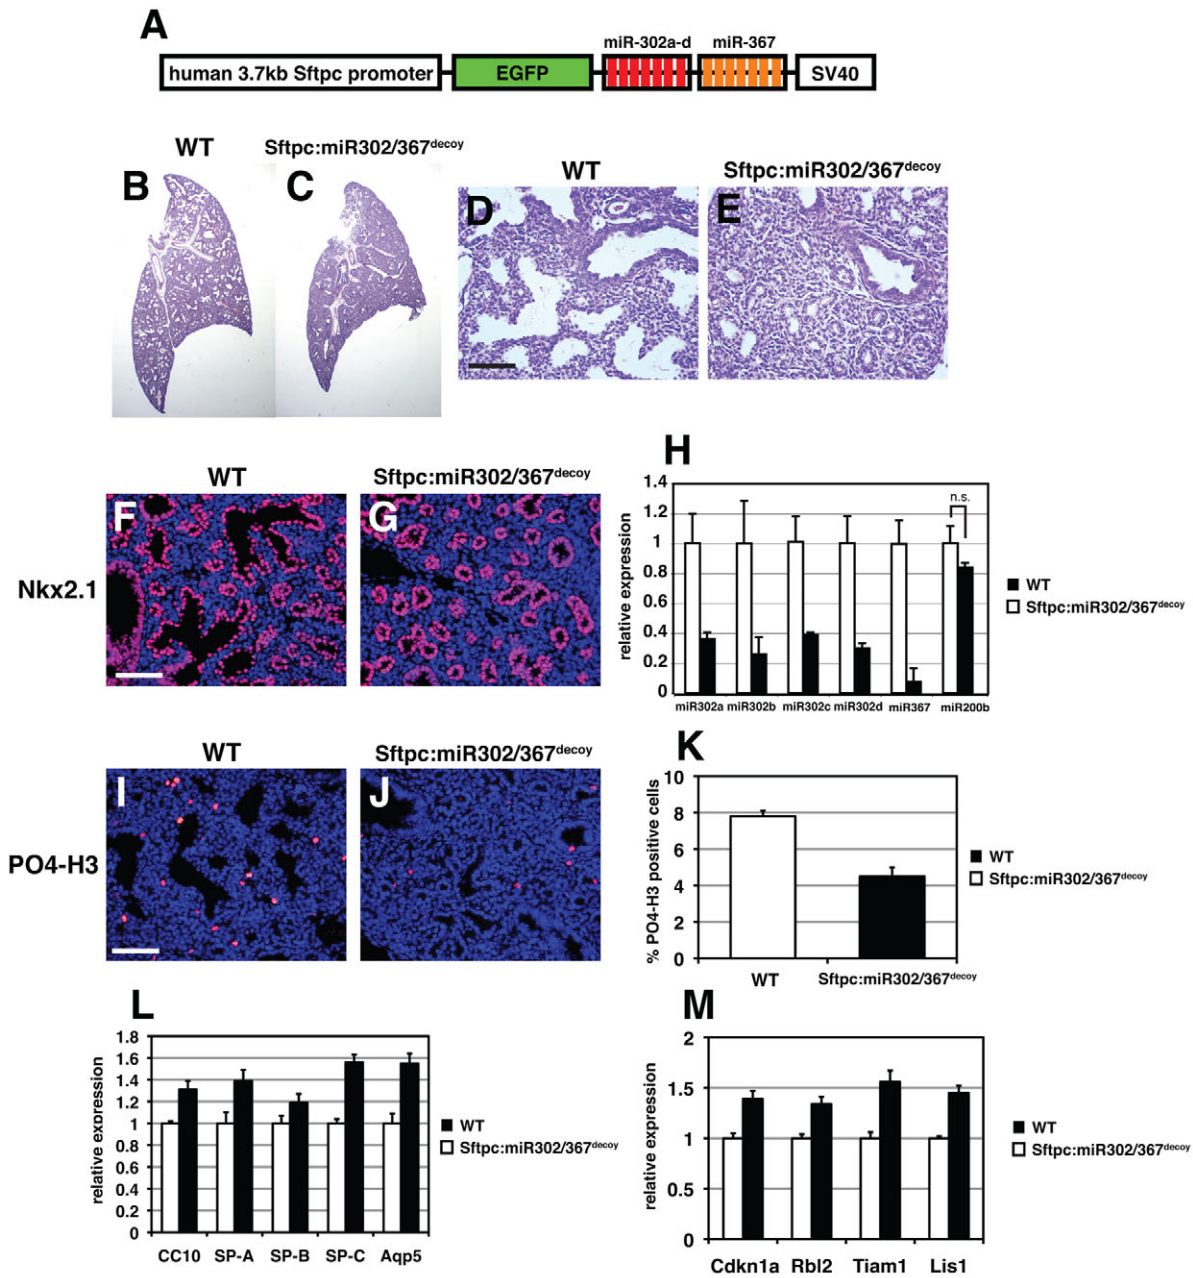 A
miR-302a-d miR-367
human 3.7kb Sftpc promoter EGFP SV40
WT Sftpc:miR302/367decoy
B C
WT Sftpc:miR302/367decoy
D E
WT Sftpc:miR302/367decoy
F G
Nkx2.1
H
1.4
1.2
1
0.8
0.6
0.4
0.2
0
relative expression
n.s.
miR302a miR302b miR302c miR302d miR367 miR200b
WT
Sftpc:miR302/367decoy
WT Sftpc:miR302/367decoy
I J
PO4-H3
K
10
8
6
4
2
0
% PO4-H3 positive cells
WT Sftpc:miR302/367decoy
WT
Sftpc:miR302/367decoy
L
1.8
1.6
1.4
1.2
1
0.8
0.6
0.4
0.2
0
relative expression
CC10 SP-A SP-B SP-C Aqp5
WT
Sftpc:miR302/367decoy
M
2
1.5
1
0.5
0
relative expression
Cdkn1a Rbl2 Tiam1 Lis1
WT
Sftpc:miR302/367decoy